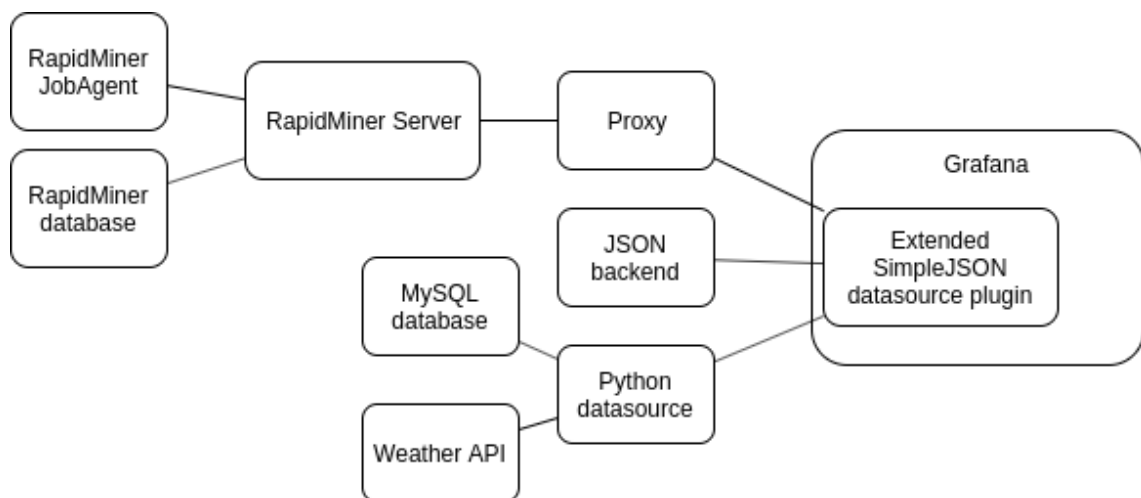 RapidMiner
JobAgent
RapidMiner Server
Proxy
Grafana
RapidMiner
database
JSON
backend
Extended
SimpleJSON
datasource plugin
MySQL
database
Python
datasource
Weather API